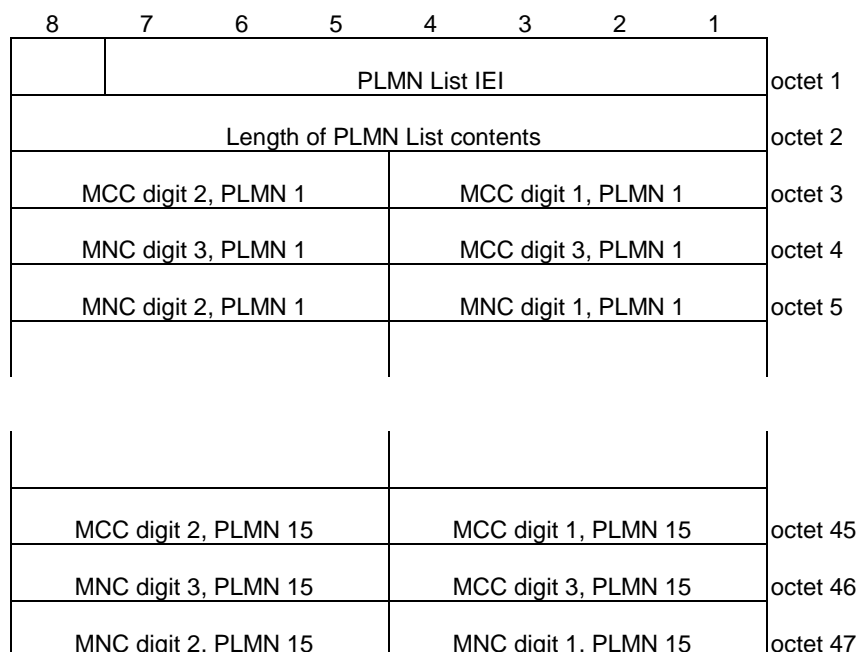 8 7 6 5 4 3 2 1
PLMN List IEI octet 1
Length of PLMN List contents octet 2
MCC digit 2, PLMN 1 MCC digit 1, PLMN 1 octet 3
MNC digit 3, PLMN 1 MCC digit 3, PLMN 1 octet 4
MNC digit 2, PLMN 1 MNC digit 1, PLMN 1 octet 5
MCC digit 2, PLMN 15 MCC digit 1, PLMN 15 octet 45
MNC digit 3, PLMN 15 MCC digit 3, PLMN 15 octet 46
MNC digit 2, PLMN 15 MNC digit 1, PLMN 15 octet 47